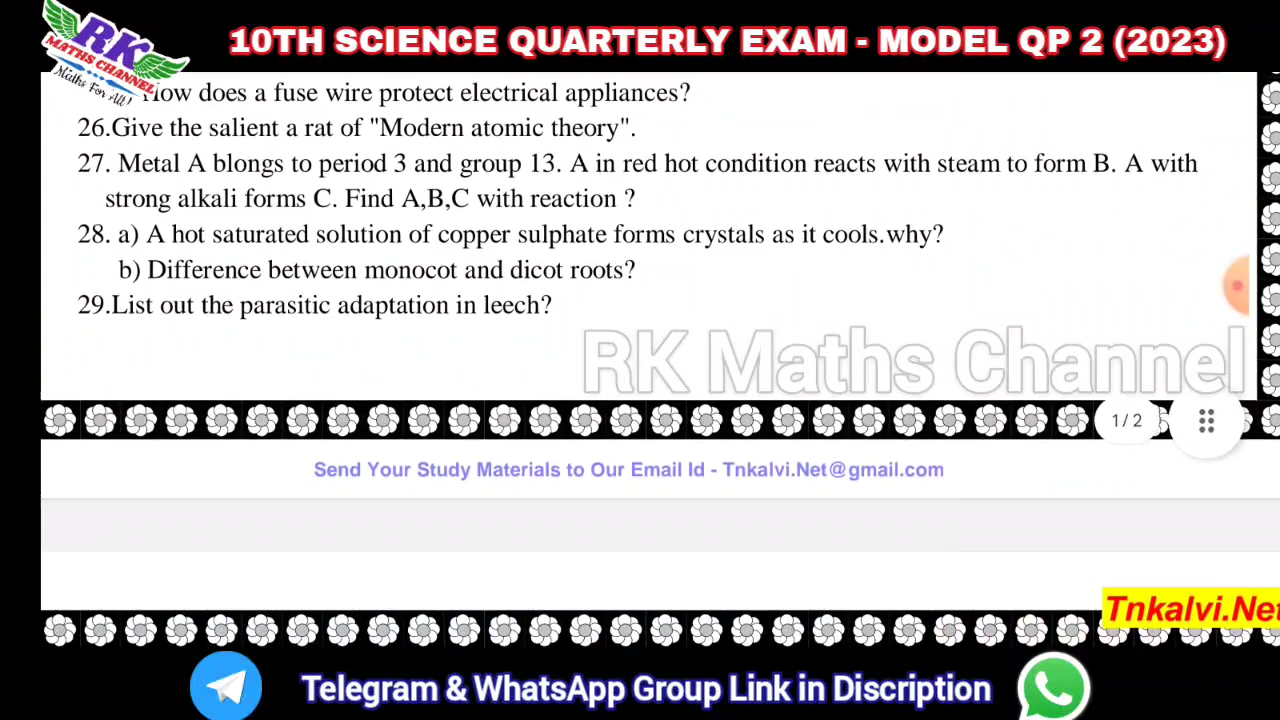 10TH SCIENCE QUARTERLY EXAM - MODEL QP 2 (2023)
RK
MATHS CHANNEL
Maths For All
How does a fuse wire protect electrical appliances?
26.Give the salient a rat of "Modern atomic theory".
27. Metal A blongs to period 3 and group 13. A in red hot condition reacts with steam to form B. A with
strong alkali forms C. Find A,B,C with reaction ?
28. a) A hot saturated solution of copper sulphate forms crystals as it cools.why?
b) Difference between monocot and dicot roots?
29.List out the parasitic adaptation in leech?
RK Maths Channel
1/2
Send Your Study Materials to Our Email Id - Tnkalvi.Net@gmail.com
Tnkalvi.Net
Telegram & WhatsApp Group Link in Discription